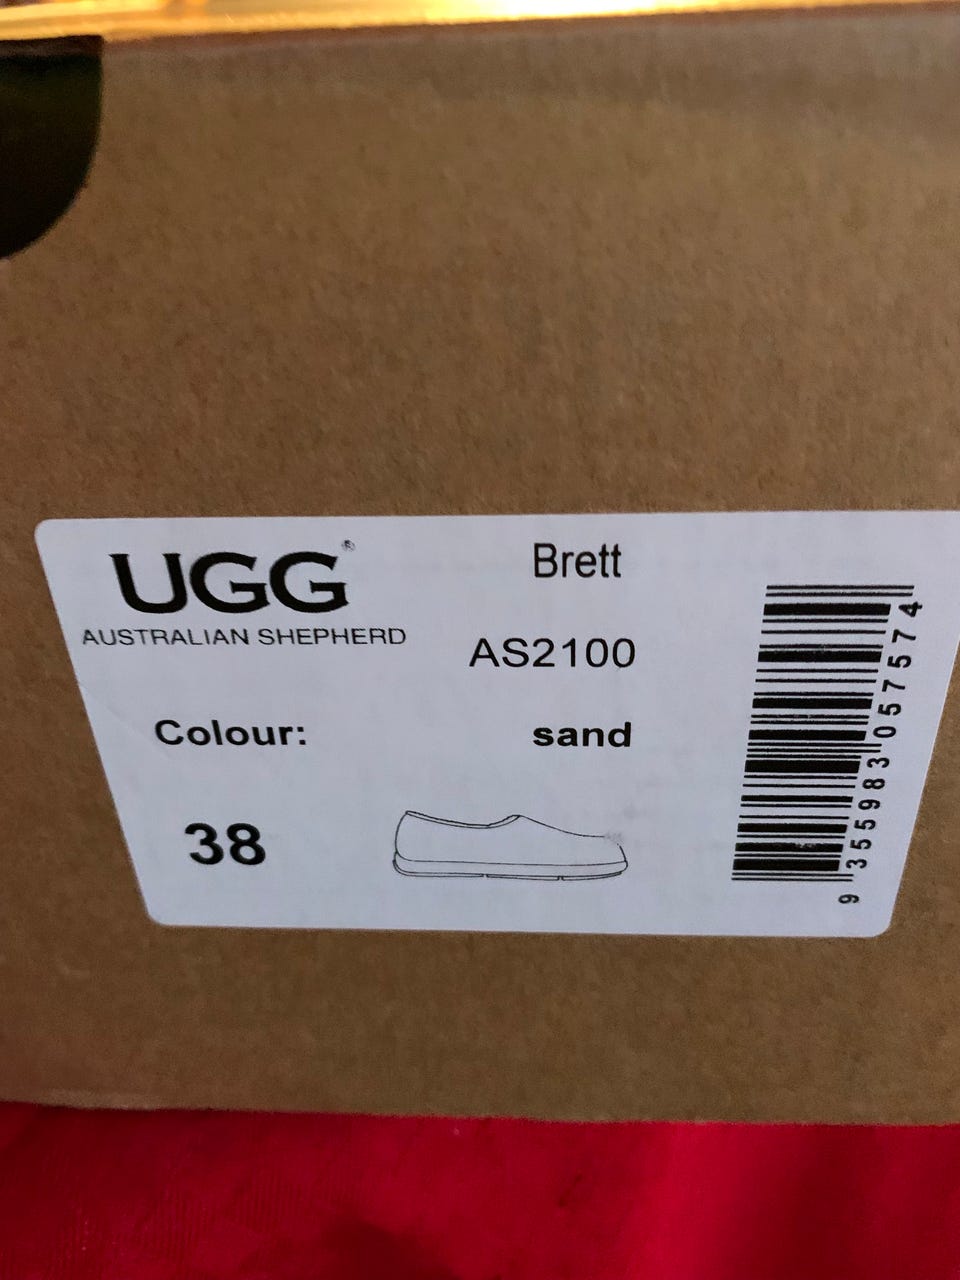 UGG®
AUSTRALIAN SHEPHERD
Brett
AS2100
Colour: sand
38
9 355983 057574